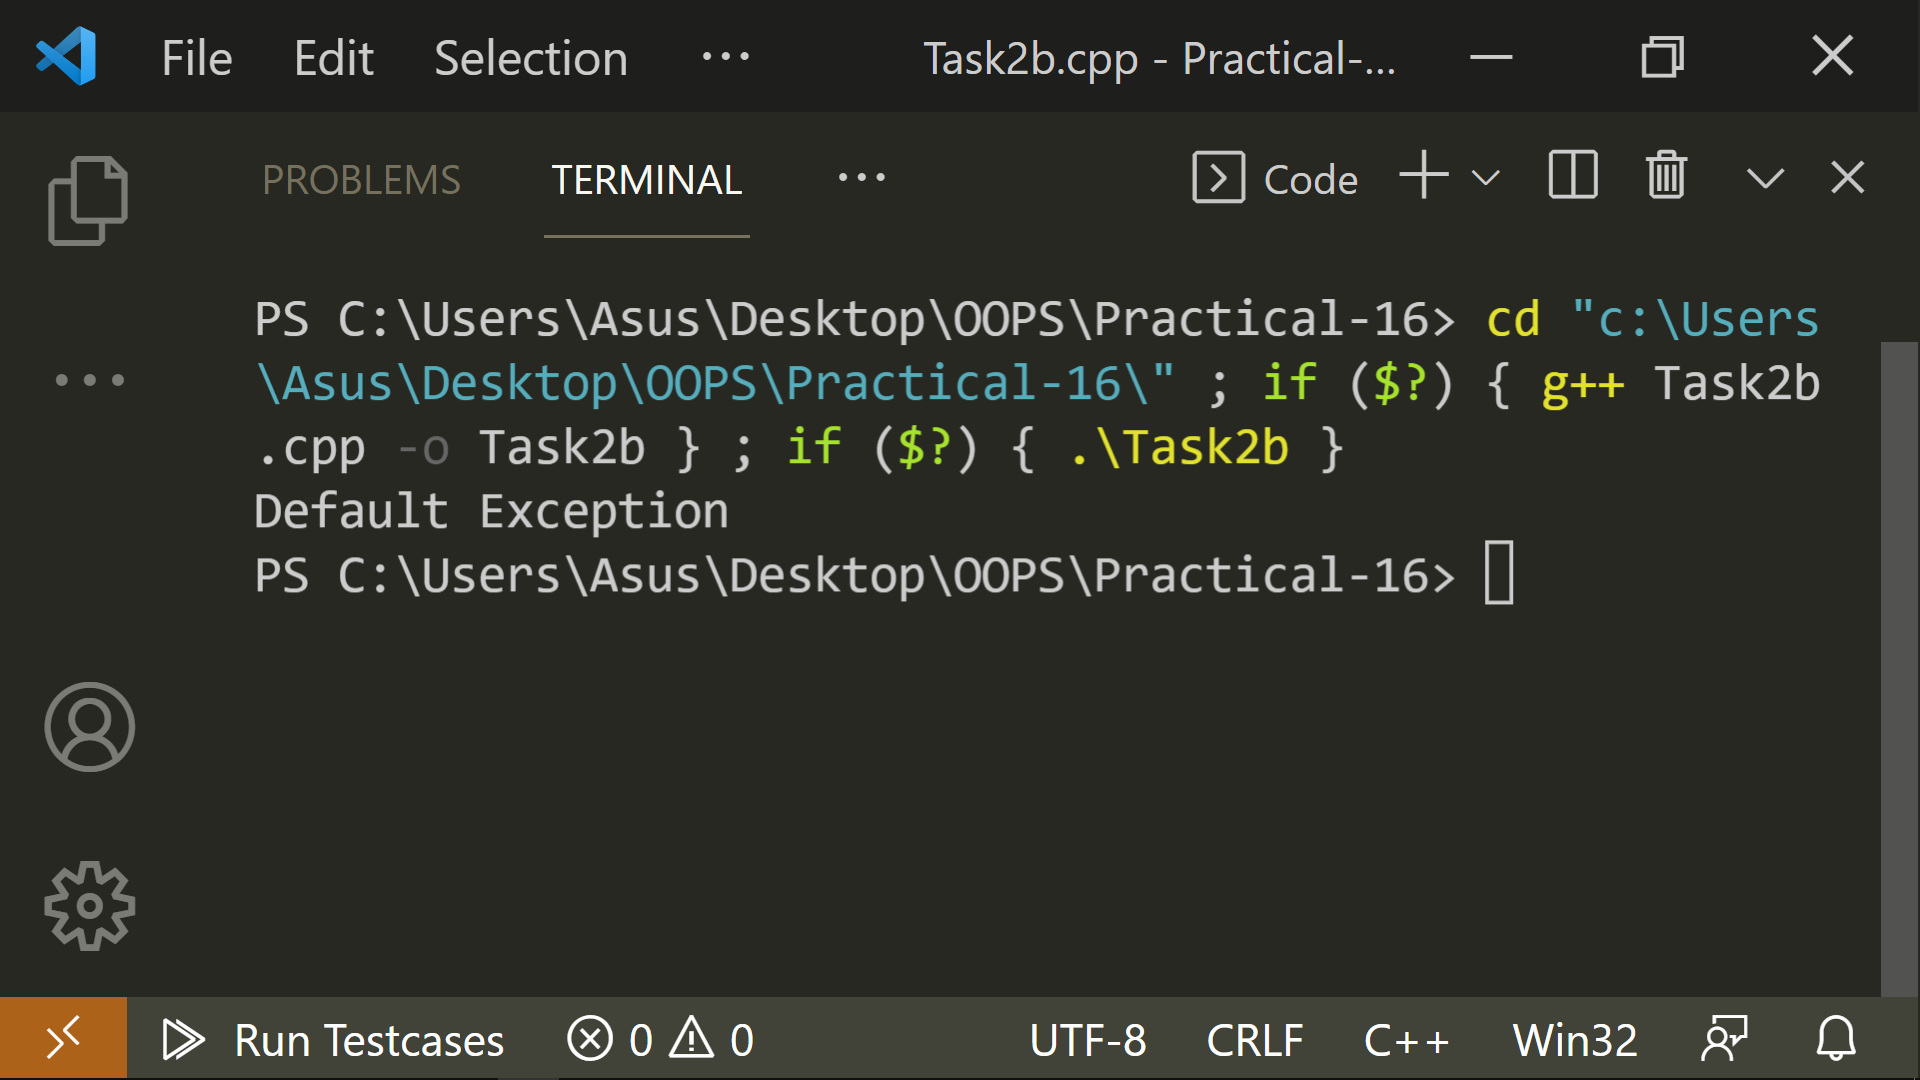 File Edit Selection ··· Task2b.cpp - Practical-...
PROBLEMS TERMINAL ··· Code
PS C:\Users\Asus\Desktop\OOPS\Practical-16> cd "c:\Users
\Asus\Desktop\OOPS\Practical-16\" ; if ($?) { g++ Task2b
.cpp -o Task2b } ; if ($?) { .\Task2b }
Default Exception
PS C:\Users\Asus\Desktop\OOPS\Practical-16>
Run Testcases 0 0 UTF-8 CRLF C++ Win32